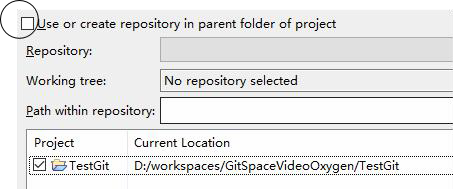 Use or create repository in parent folder of project
Repository:
Working tree: No repository selected
Path within repository:
Project Current Location
TestGit D:/workspaces/GitSpaceVideoOxygen/TestGit